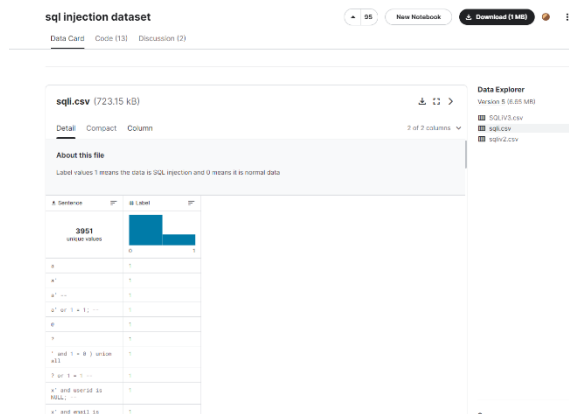 sql injection dataset
95
New Notebook
Download (1 MB)
Data Card
Code (13)
Discussion (2)
sqli.csv (723.15 kB)
Data Explorer
Version 5 (6.85 MB)
SQLiV3.csv
sqli.csv
sqliv2.csv
Detail
Compact
Column
2 of 2 columns
About this file
Label values 1 means the data is SQL injection and 0 means it is normal data
Sentence
# Label
3951
unique values
0
1
a
a'
a' --
a' or 1 = 1; --
@
?
' and 1 = 0 ) union
all
? or 1 = 1 --
x' and userid is
NULL; --
x' and email is